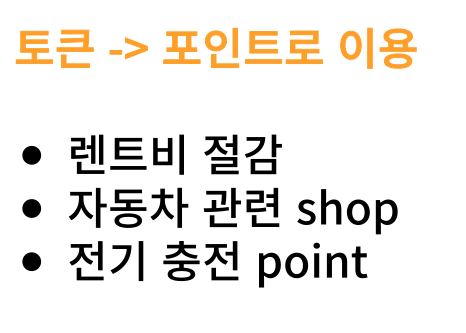 토큰 -> 포인트로 이용
● 렌트비 절감
● 자동차 관련 shop
● 전기 충전 point